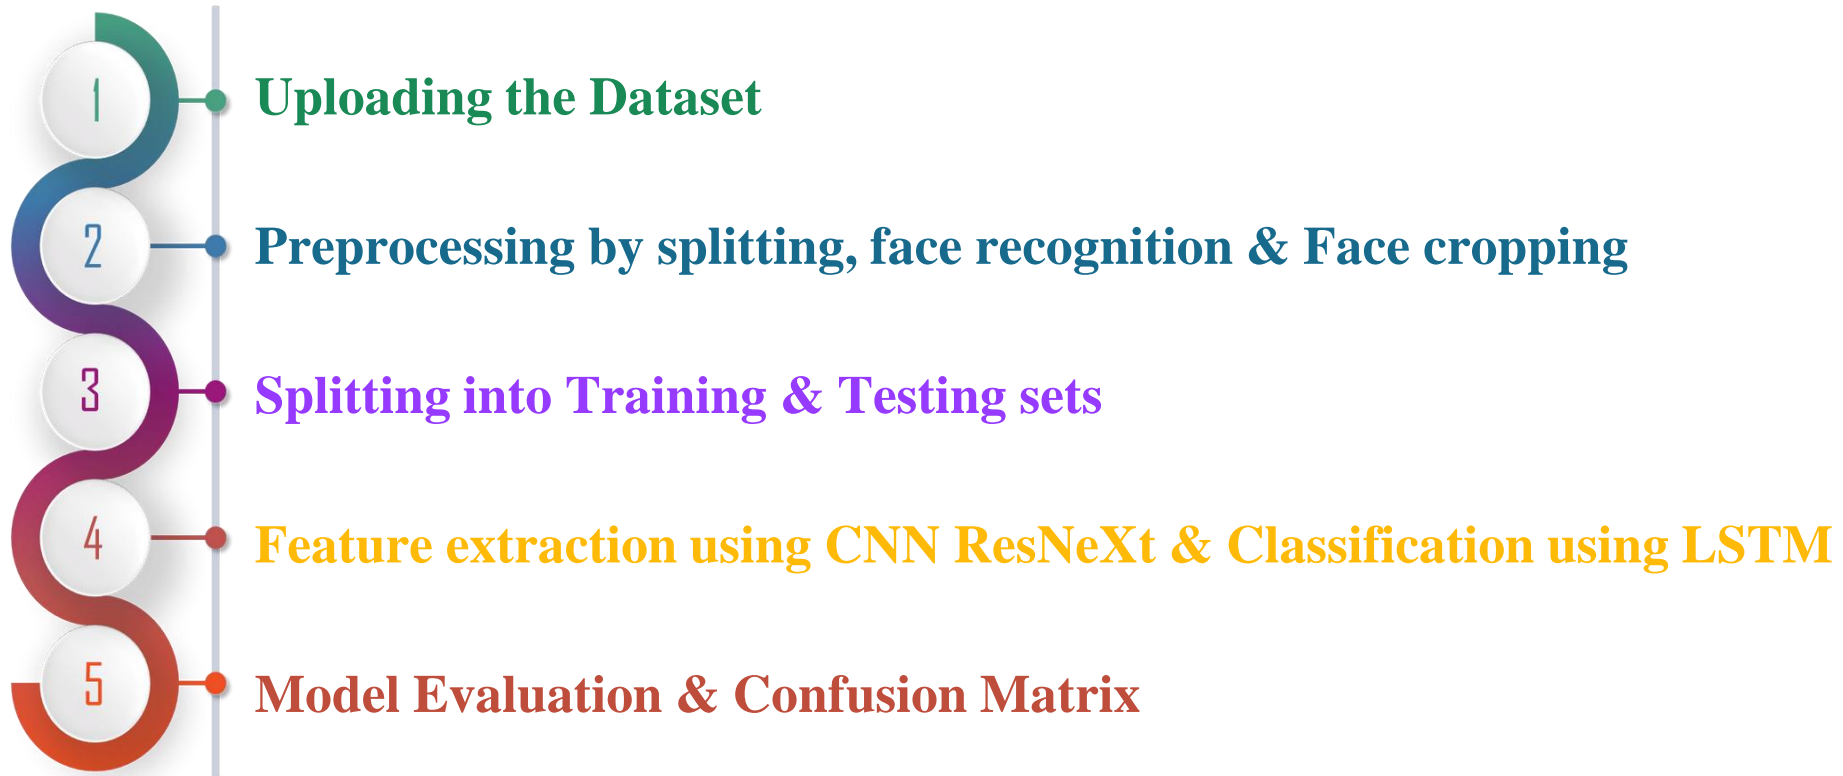 1
Uploading the Dataset
2
Preprocessing by splitting, face recognition & Face cropping
3
Splitting into Training & Testing sets
4
Feature extraction using CNN ResNeXt & Classification using LSTM
5
Model Evaluation & Confusion Matrix